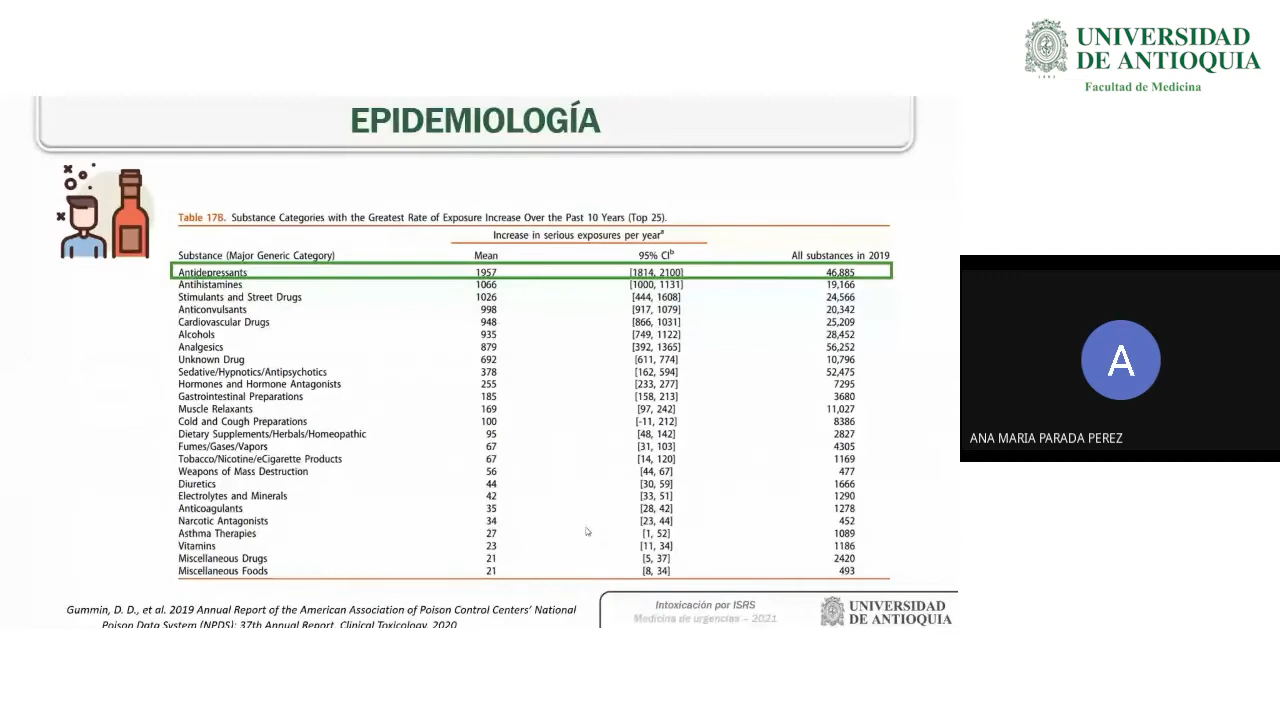 UNIVERSIDAD
DE ANTIOQUIA
1803
Facultad de Medicina
EPIDEMIOLOGÍA
Table 17B. Substance Categories with the Greatest Rate of Exposure Increase Over the Past 10 Years (Top 25).
Increase in serious exposures per yearᵃ
Substance (Major Generic Category) Mean 95% CIᵇ All substances in 2019
Antidepressants 1957 [1814, 2100] 46,885
Antihistamines 1066 [1000, 1131] 19,166
Stimulants and Street Drugs 1026 [444, 1608] 24,566
Anticonvulsants 998 [917, 1079] 20,342
Cardiovascular Drugs 948 [866, 1031] 25,209
Alcohols 935 [749, 1122] 28,452
Analgesics 879 [392, 1365] 56,252
Unknown Drug 692 [611, 774] 10,796
Sedative/Hypnotics/Antipsychotics 378 [162, 594] 52,475
Hormones and Hormone Antagonists 255 [233, 277] 7295
Gastrointestinal Preparations 185 [158, 213] 3680
Muscle Relaxants 169 [97, 242] 11,027
Cold and Cough Preparations 100 [-11, 212] 8386
Dietary Supplements/Herbals/Homeopathic 95 [48, 142] 2827
Fumes/Gases/Vapors 67 [31, 103] 4305
Tobacco/Nicotine/eCigarette Products 67 [14, 120] 1169
Weapons of Mass Destruction 56 [44, 67] 477
Diuretics 44 [30, 59] 1666
Electrolytes and Minerals 42 [33, 51] 1290
Anticoagulants 35 [28, 42] 1278
Narcotic Antagonists 34 [23, 44] 452
Asthma Therapies 27 [1, 52] 1089
Vitamins 23 [11, 34] 1186
Miscellaneous Drugs 21 [5, 37] 2420
Miscellaneous Foods 21 [8, 34] 493
A
ANA MARIA PARADA PEREZ
Gummin, D. D., et al. 2019 Annual Report of the American Association of Poison Control Centers' National
Poison Data System (NPDS): 37th Annual Report. Clinical Toxicology. 2020
Intoxicación por ISRS
Medicina de urgencias – 2021
UNIVERSIDAD
DE ANTIOQUIA